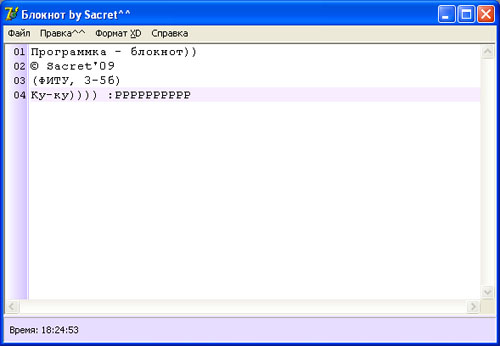 Блокнот by Sacret^^
Файл Правка^^ Формат XD Справка
01 Программка - блокнот))
02 © Sacret'09
03 (ФИТУ, 3-5б)
04 Ку-ку)))) :PPPPPPPPPP
Время: 18:24:53